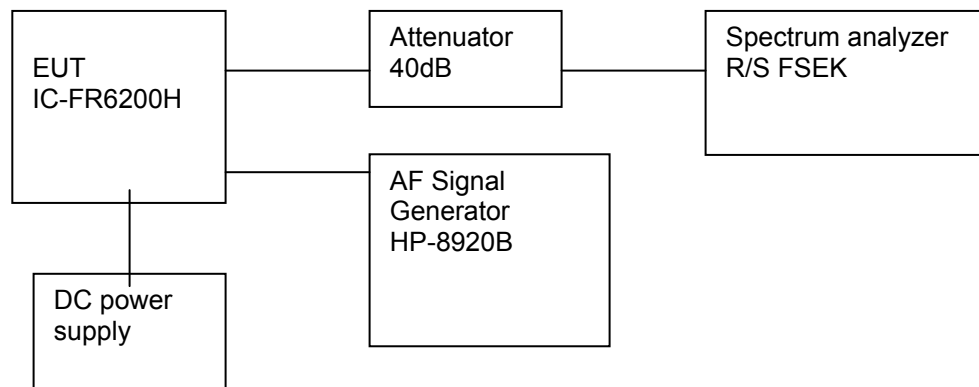 EUT
IC-FR6200H
Attenuator
40dB
Spectrum analyzer
R/S FSEK
AF Signal
Generator
HP-8920B
DC power
supply